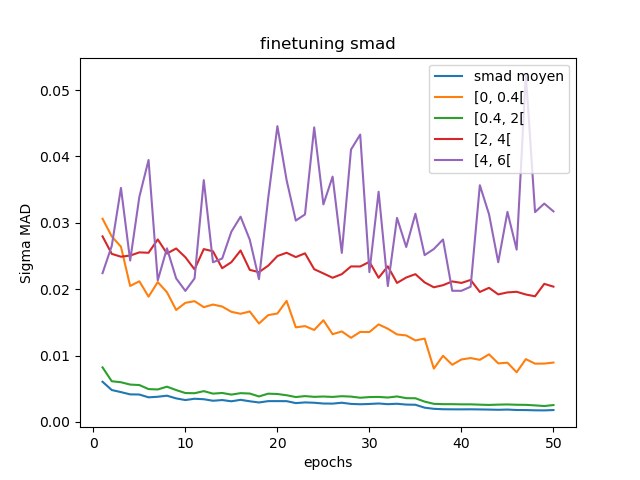 finetuning smad
smad moyen
[0, 0.4[
[0.4, 2[
[2, 4[
[4, 6[
Sigma MAD
0.05
0.04
0.03
0.02
0.01
0.00
0 10 20 30 40 50
epochs